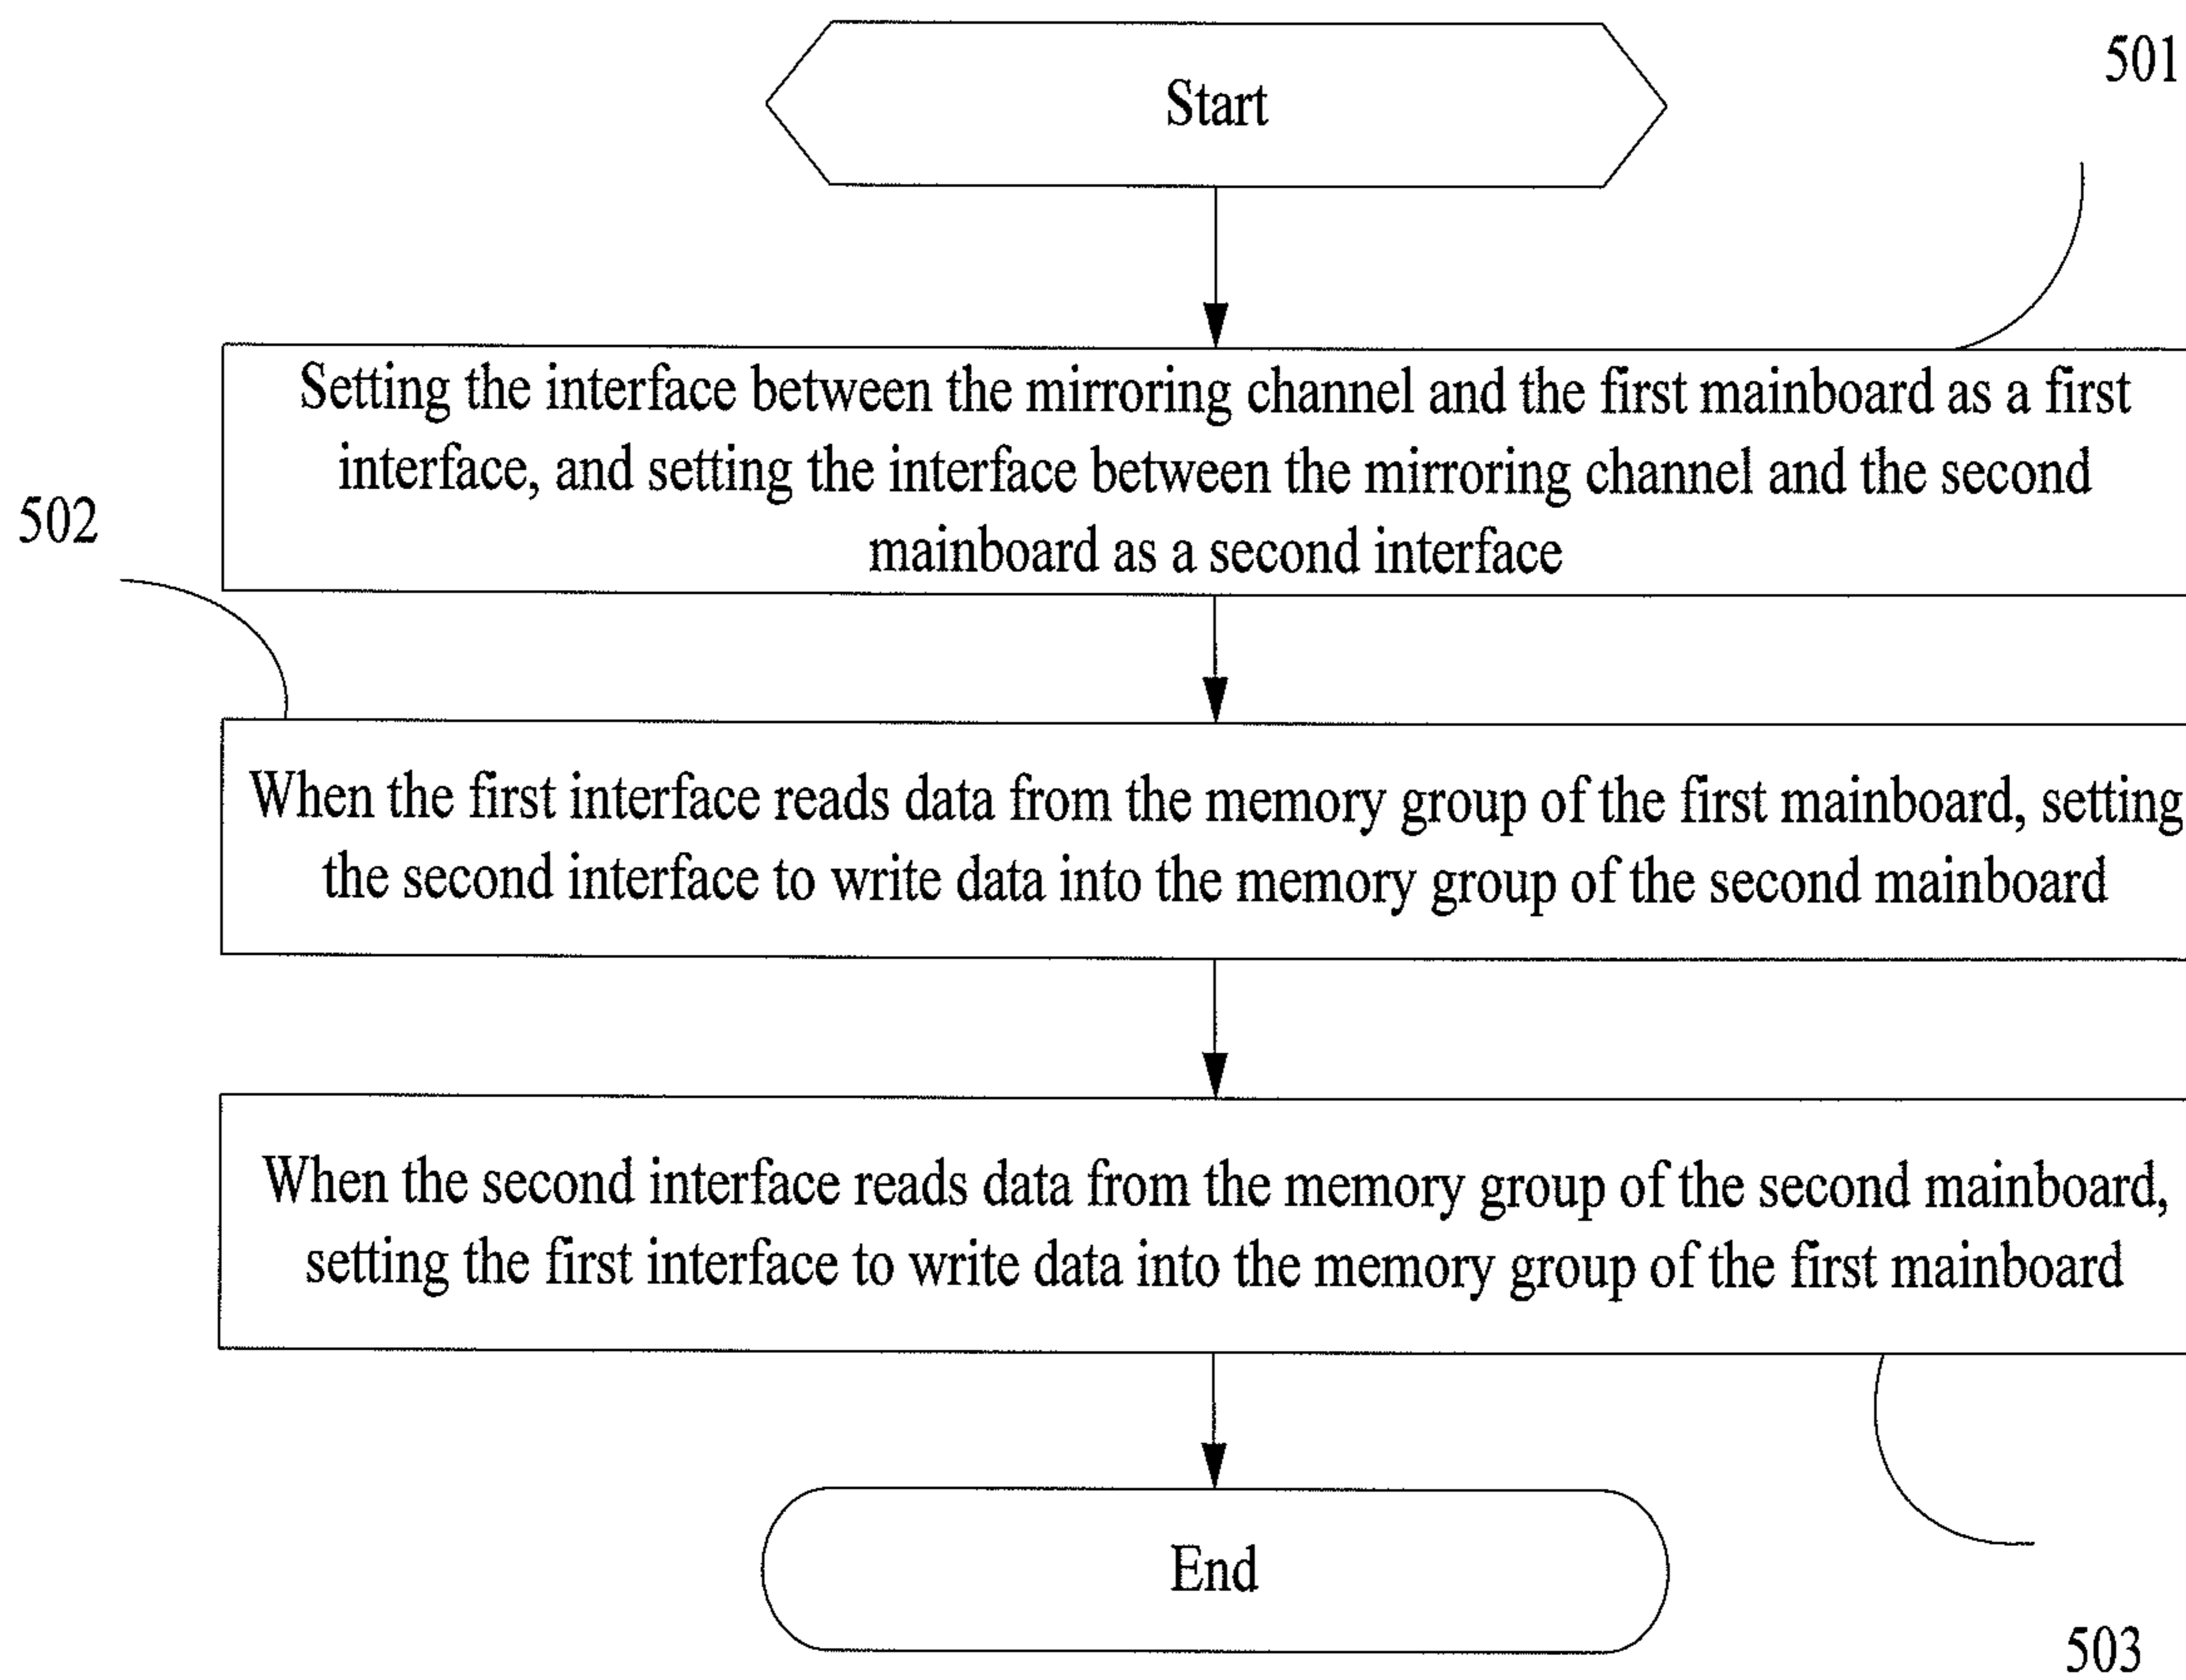 Start
501
Setting the interface between the mirroring channel and the first mainboard as a first
interface, and setting the interface between the mirroring channel and the second
mainboard as a second interface
502
When the first interface reads data from the memory group of the first mainboard, setting
the second interface to write data into the memory group of the second mainboard
When the second interface reads data from the memory group of the second mainboard,
setting the first interface to write data into the memory group of the first mainboard
End
503